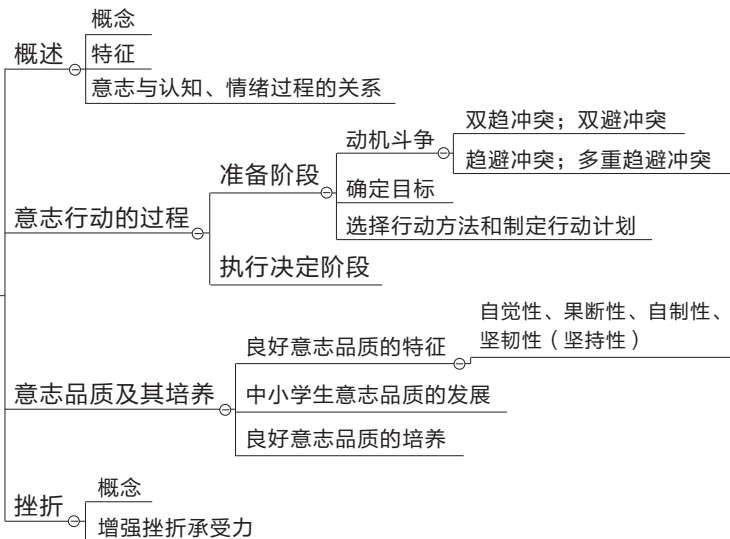 概述
概念
特征
意志与认知、情绪过程的关系
意志行动的过程
准备阶段
动机斗争
双趋冲突；双避冲突
趋避冲突；多重趋避冲突
确定目标
选择行动方法和制定行动计划
执行决定阶段
意志品质及其培养
良好意志品质的特征
自觉性、果断性、自制性、
坚韧性（坚持性）
中小学生意志品质的发展
良好意志品质的培养
挫折
概念
增强挫折承受力